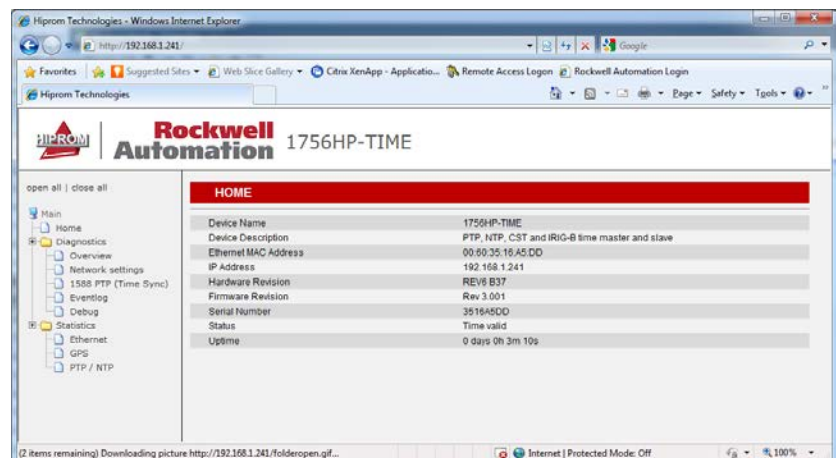 Hiprom Technologies - Windows Internet Explorer
http://192.168.1.241/
Google
Favorites Suggested Sites Web Slice Gallery Citrix XenApp - Applicatio... Remote Access Logon Rockwell Automation Login
Hiprom Technologies
Page Safety Tools
HIPROM
Rockwell
Automation
1756HP-TIME
open all | close all
Main
Home
Diagnostics
Overview
Network settings
1588 PTP (Time Sync)
Eventlog
Debug
Statistics
Ethernet
GPS
PTP / NTP
HOME
Device Name 1756HP-TIME
Device Description PTP, NTP, CST and IRIG-B time master and slave
Ethernet MAC Address 00:60:35:16:A5:DD
IP Address 192.168.1.241
Hardware Revision REV6 B37
Firmware Revision Rev 3.001
Serial Number 3516A5DD
Status Time valid
Uptime 0 days 0h 3m 10s
(2 items remaining) Downloading picture http://192.168.1.241/folderopen.gif... Internet | Protected Mode: Off 100%